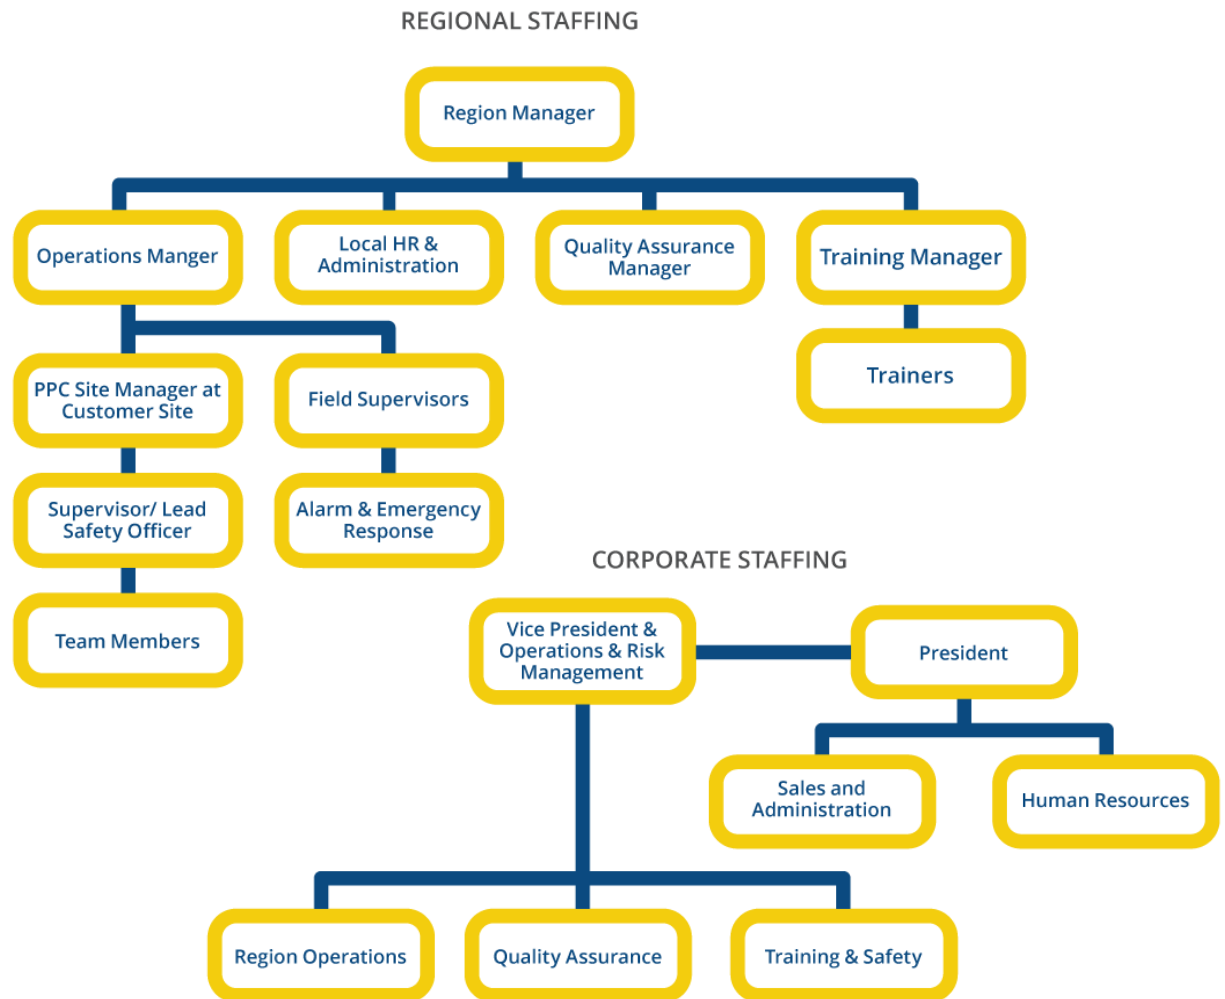 REGIONAL STAFFING
Region Manager
Operations Manger
Local HR &
Administration
Quality Assurance
Manager
Training Manager
PPC Site Manager at
Customer Site
Field Supervisors
Trainers
Supervisor/ Lead
Safety Officer
Alarm & Emergency
Response
Team Members
CORPORATE STAFFING
Vice President &
Operations & Risk
Management
President
Sales and
Administration
Human Resources
Region Operations
Quality Assurance
Training & Safety